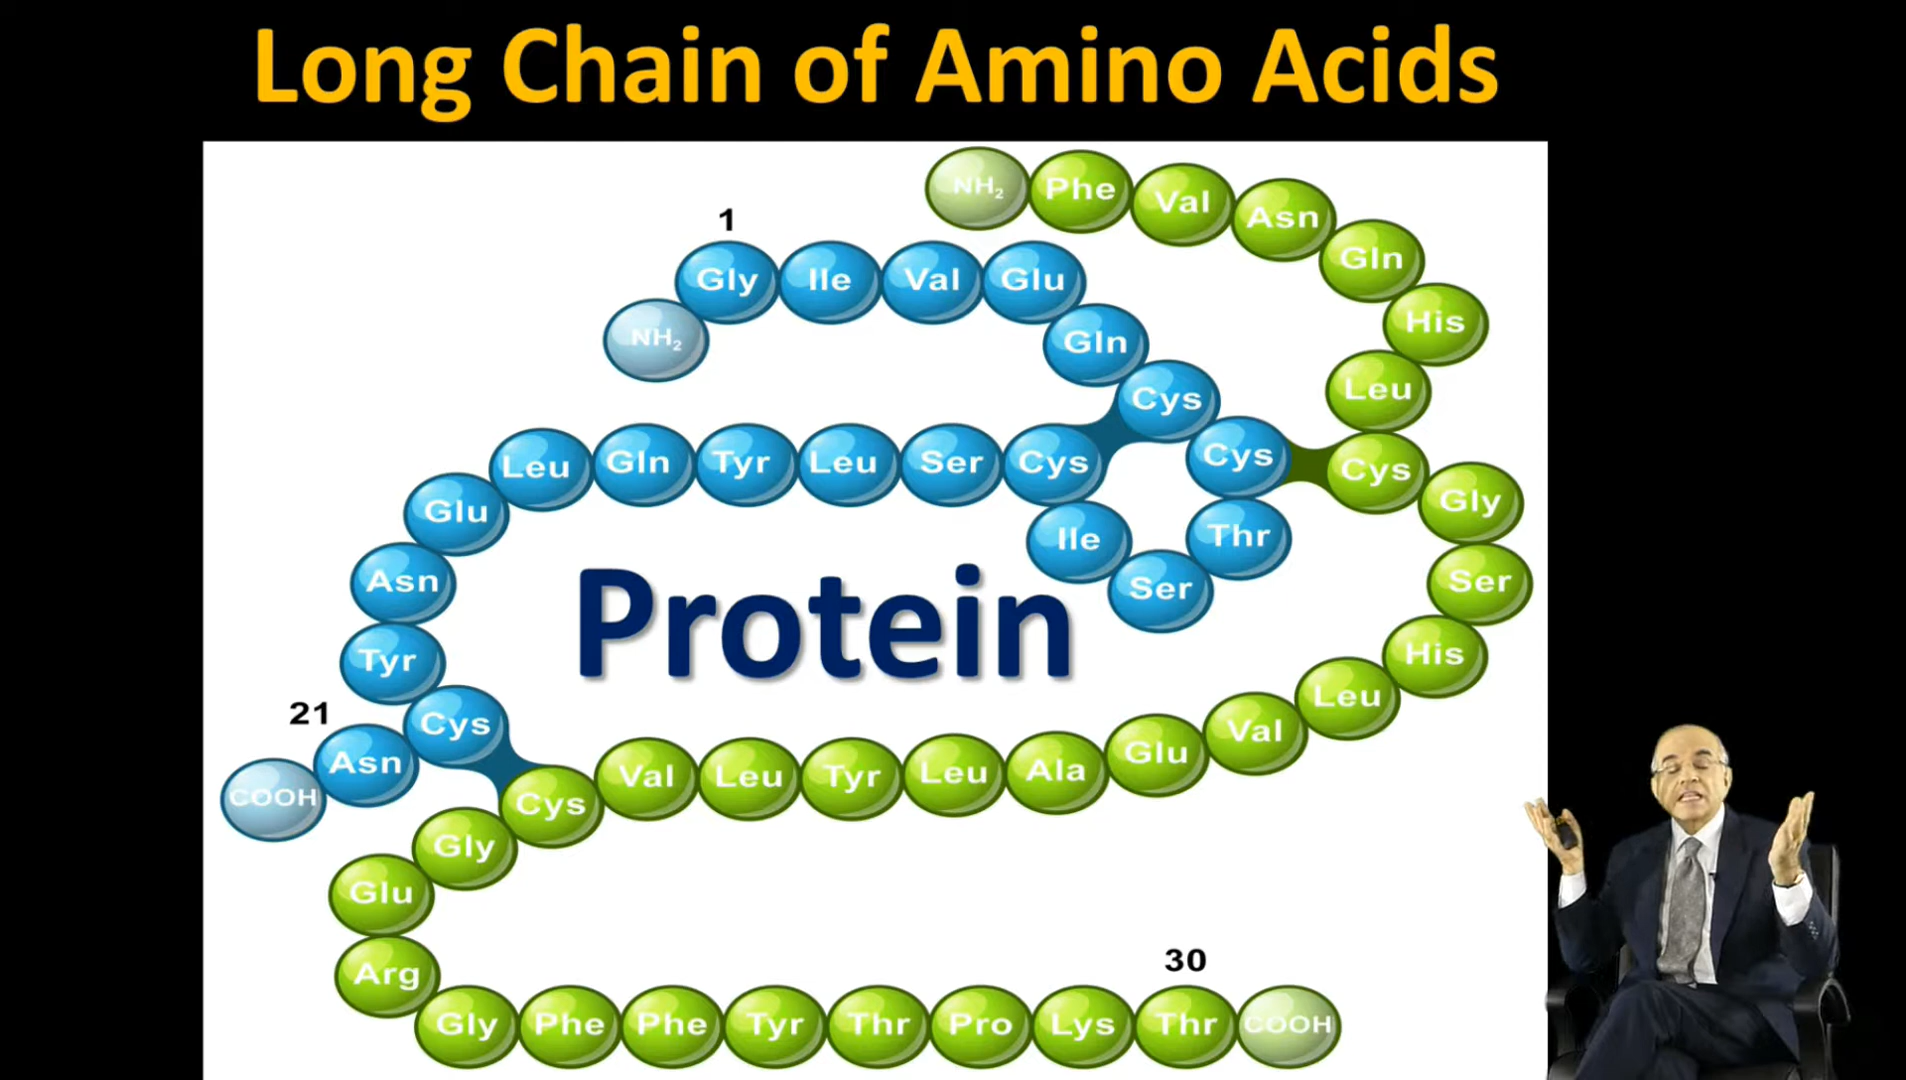 Long Chain of Amino Acids
NH₂ Phe Val Asn Gln His Leu Cys Gly Ser His Leu Val Glu Ala Leu Tyr Leu Val Cys Gly Glu Arg Gly Phe Phe Tyr Thr Pro Lys Thr COOH
30
1
NH₂ Gly Ile Val Glu Gln Cys Cys Thr Ser Ile Cys Ser Leu Tyr Gln Leu Glu Asn Tyr Cys Asn COOH
21
Protein